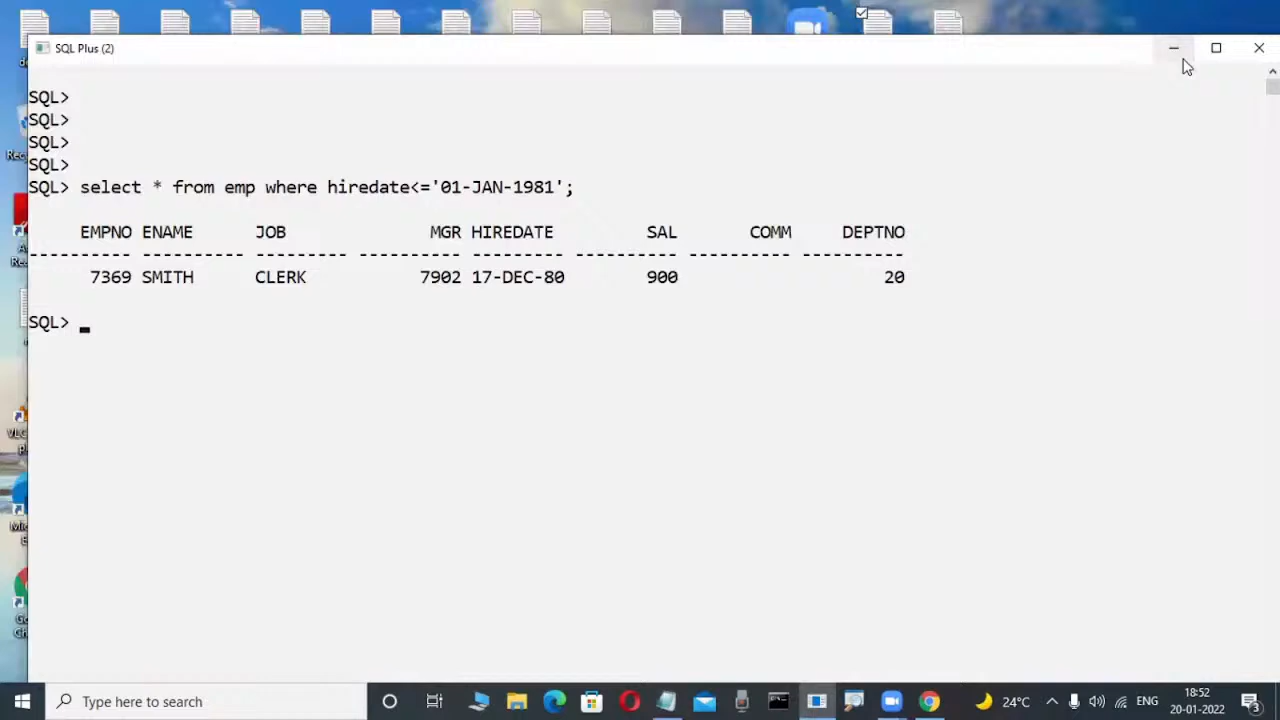 SQL Plus (2)
SQL>
SQL>
SQL>
SQL>
SQL> select * from emp where hiredate<='01-JAN-1981';
EMPNO ENAME JOB MGR HIREDATE SAL COMM DEPTNO
---------- ---------- --------- ---------- --------- ---------- ---------- ----------
7369 SMITH CLERK 7902 17-DEC-80 900 20
SQL>
Type here to search
24°C
ENG
18:52
20-01-2022
3